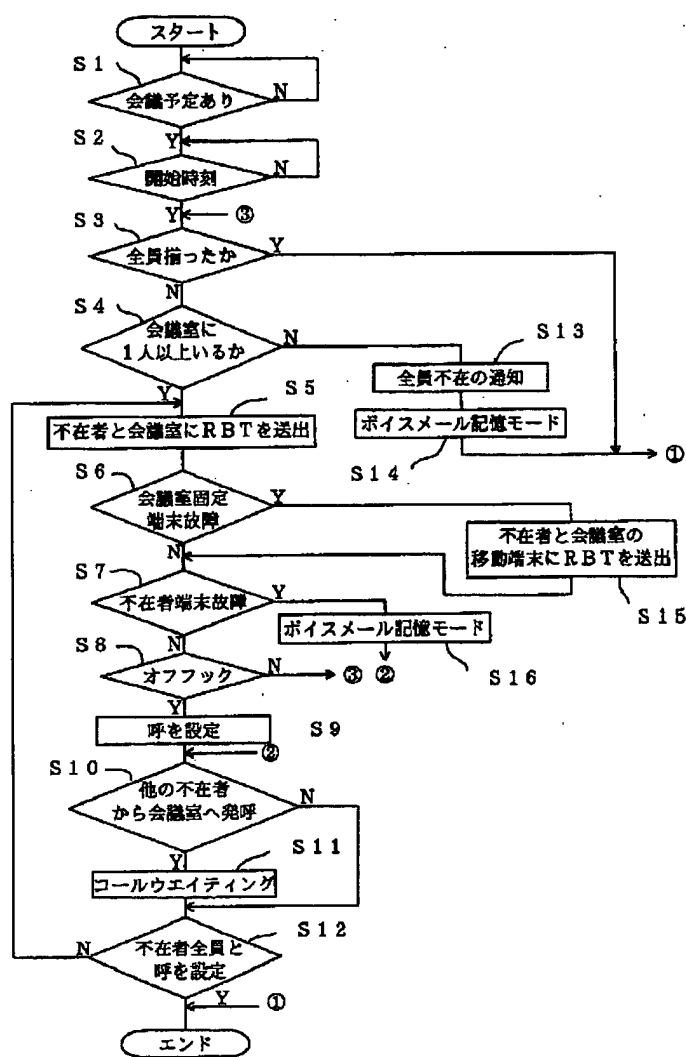 スタート
S1
会議予定あり
N
Y
S2
開始時刻
N
Y
③
S3
全員揃ったか
Y
N
S4
会議室に
1人以上いるか
N
S13
全員不在の通知
ボイスメール記憶モード
S14
①
Y
S5
不在者と会議室にRBTを送出
S6
会議室固定
端末故障
Y
不在者と会議室の
移動端末にRBTを送出
S15
N
S7
不在者端末故障
Y
ボイスメール記憶モード
S16
②
N
S8
オフフック
N
③
Y
呼を設定
S9
②
S10
他の不在者
から会議室へ発呼
N
Y
S11
コールウエイティング
S12
不在者全員と
呼を設定
N
Y
①
エンド